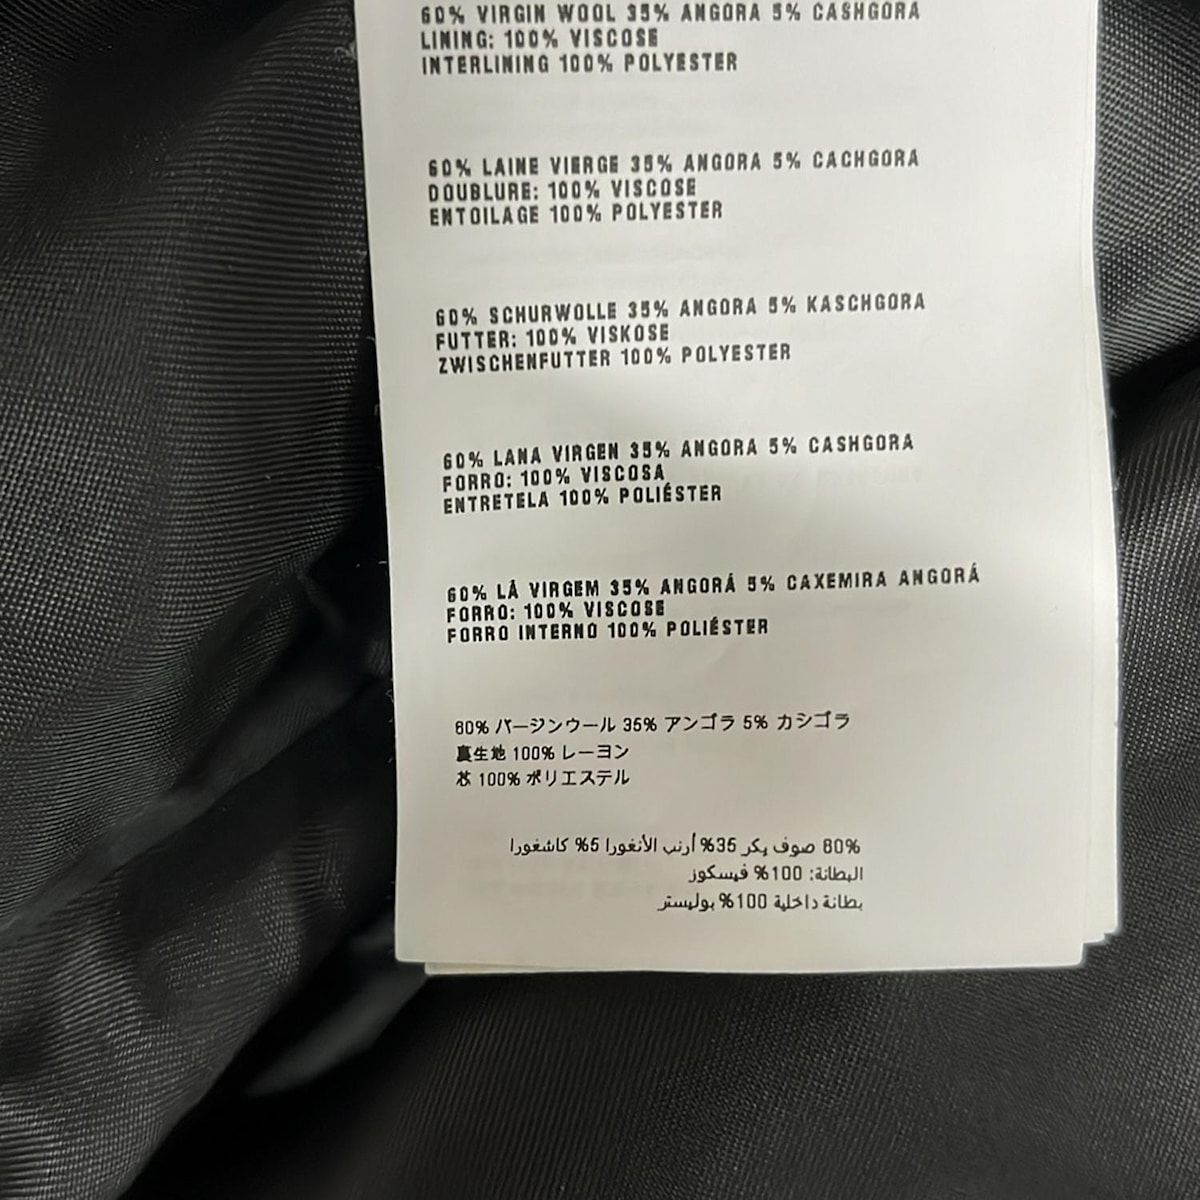 60% VIRGIN WOOL 35% ANGORA 5% CASHGORA
LINING: 100% VISCOSE
INTERLINING 100% POLYESTER
60% LAINE VIERGE 35% ANGORA 5% CACHGORA
DOUBLURE: 100% VISCOSE
ENTOILAGE 100% POLYESTER
60% SCHURWOLLE 35% ANGORA 5% KASCHGORA
FUTTER: 100% VISKOSE
ZWISCHENFUTTER 100% POLYESTER
60% LANA VIRGEN 35% ANGORA 5% CASHGORA
FORRO: 100% VISCOSA
ENTRETELA 100% POLIÉSTER
60% LÃ VIRGEM 35% ANGORÁ 5% CAXEMIRA ANGORÁ
FORRO: 100% VISCOSE
FORRO INTERNO 100% POLIÉSTER
60% バージンウール 35% アンゴラ 5% カシゴラ
裏生地 100% レーヨン
芯 100% ポリエステル
60% صوف بكر 35% أرنب الأنغورا 5% كاشغورا
البطانة: 100% فيسكوز
بطانة داخلية 100% بوليستر